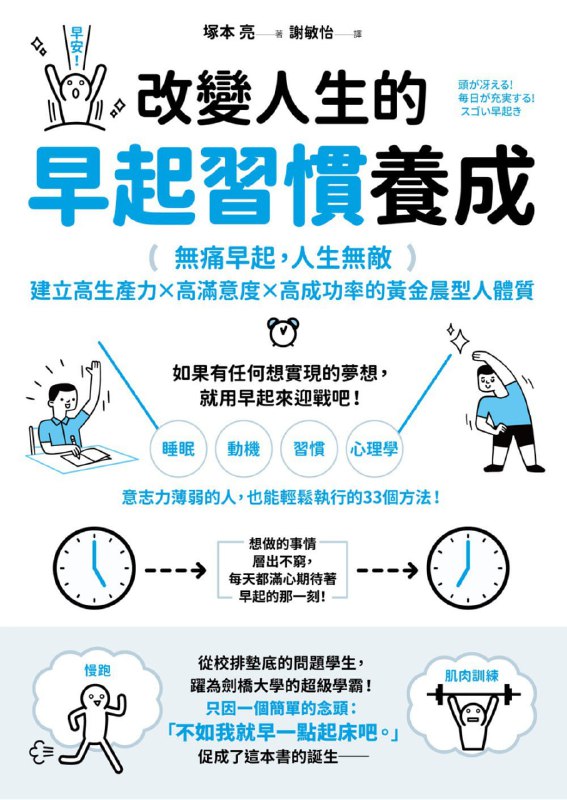 早安！
塚本 亮——著 謝敏怡——譯
改變人生的
頭が冴える！
毎日が充実する！
スゴい早起き
早起習慣養成
( 無痛早起，人生無敵 )
建立高生產力×高滿意度×高成功率的黃金晨型人體質
如果有任何想實現的夢想，
就用早起來迎戰吧！
睡眠 動機 習慣 心理學
意志力薄弱的人，也能輕鬆執行的33個方法！
想做的事情
層出不窮，
每天都滿心期待著
早起的那一刻！
慢跑
從校排墊底的問題學生，
躍為劍橋大學的超級學霸！
只因一個簡單的念頭：
「不如我就早一點起床吧。」
促成了這本書的誕生——
肌肉訓練